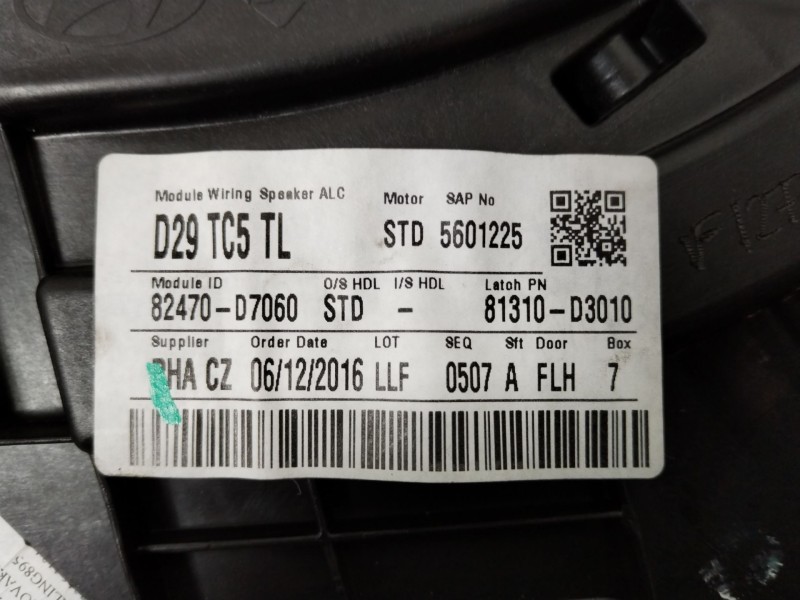 Module Wiring Speaker ALC Motor SAP No
D29 TC5 TL STD 5601225
Module ID O/S HDL I/S HDL Latch PN
82470-D7060 STD - 81310-D3010
Supplier Order Date LOT SEQ Sft Door Box
PHA CZ 06/12/2016 LLF 0507 A FLH 7
LING895